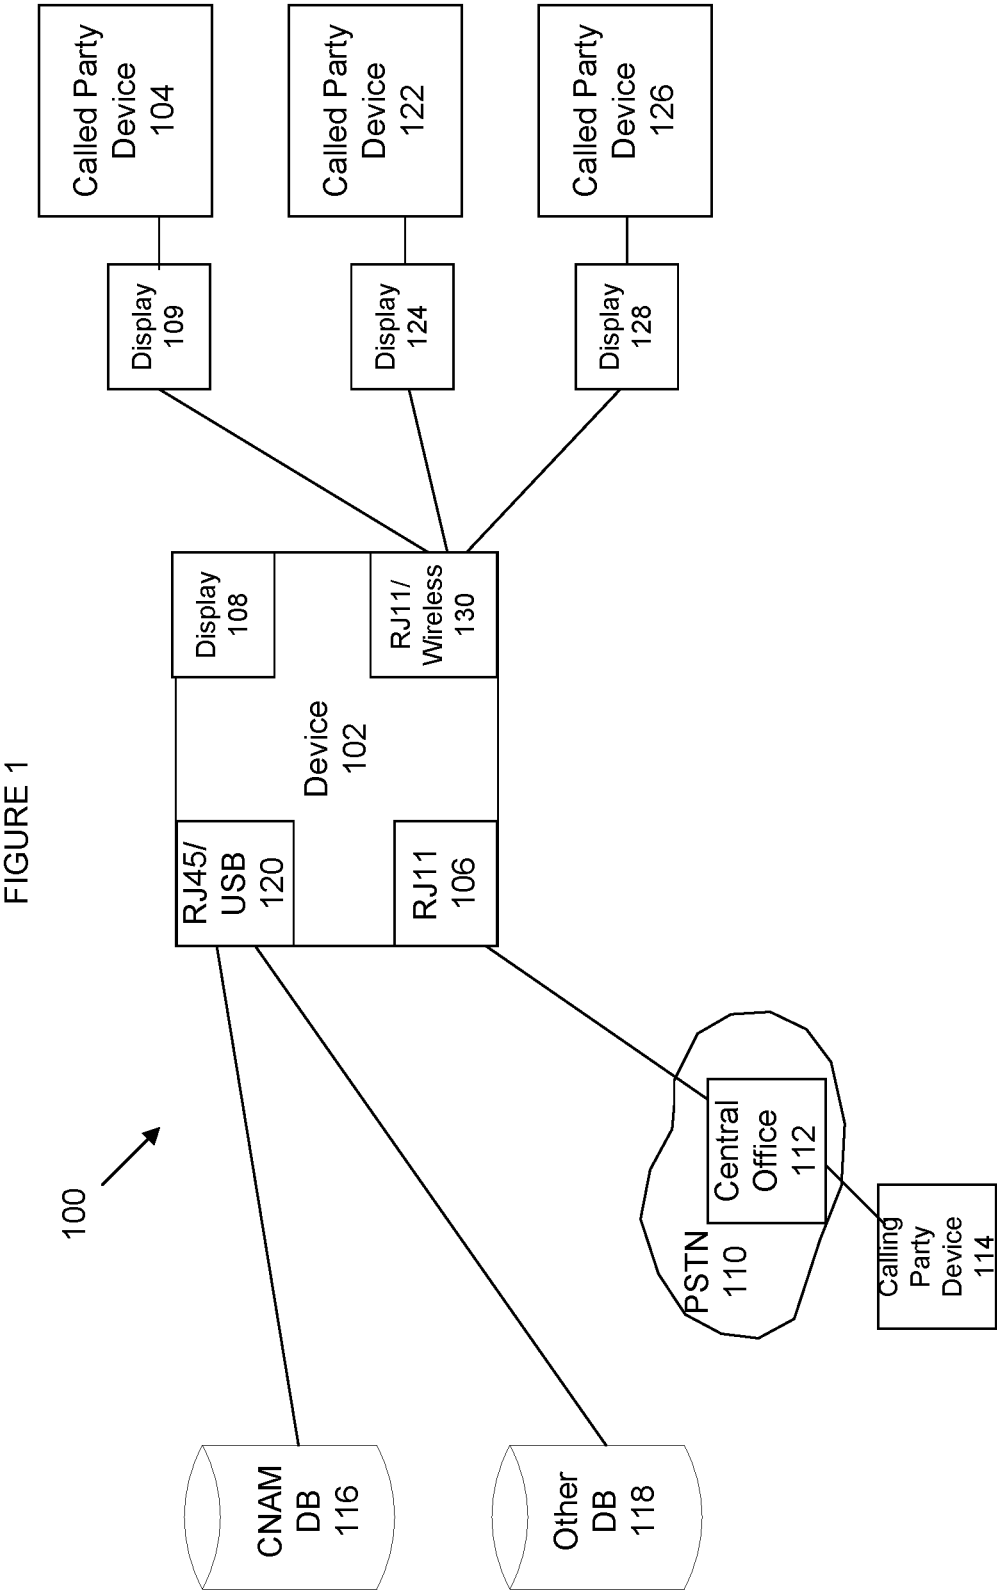 FIGURE 1
100
CNAM
DB
116
Other
DB
118
RJ45/
USB
120
Display
108
Device
102
RJ11
106
RJ11/
Wireless
130
Display
109
Called Party
Device
104
Display
124
Called Party
Device
122
Display
128
Called Party
Device
126
PSTN
110
Central
Office
112
Calling
Party
Device
114